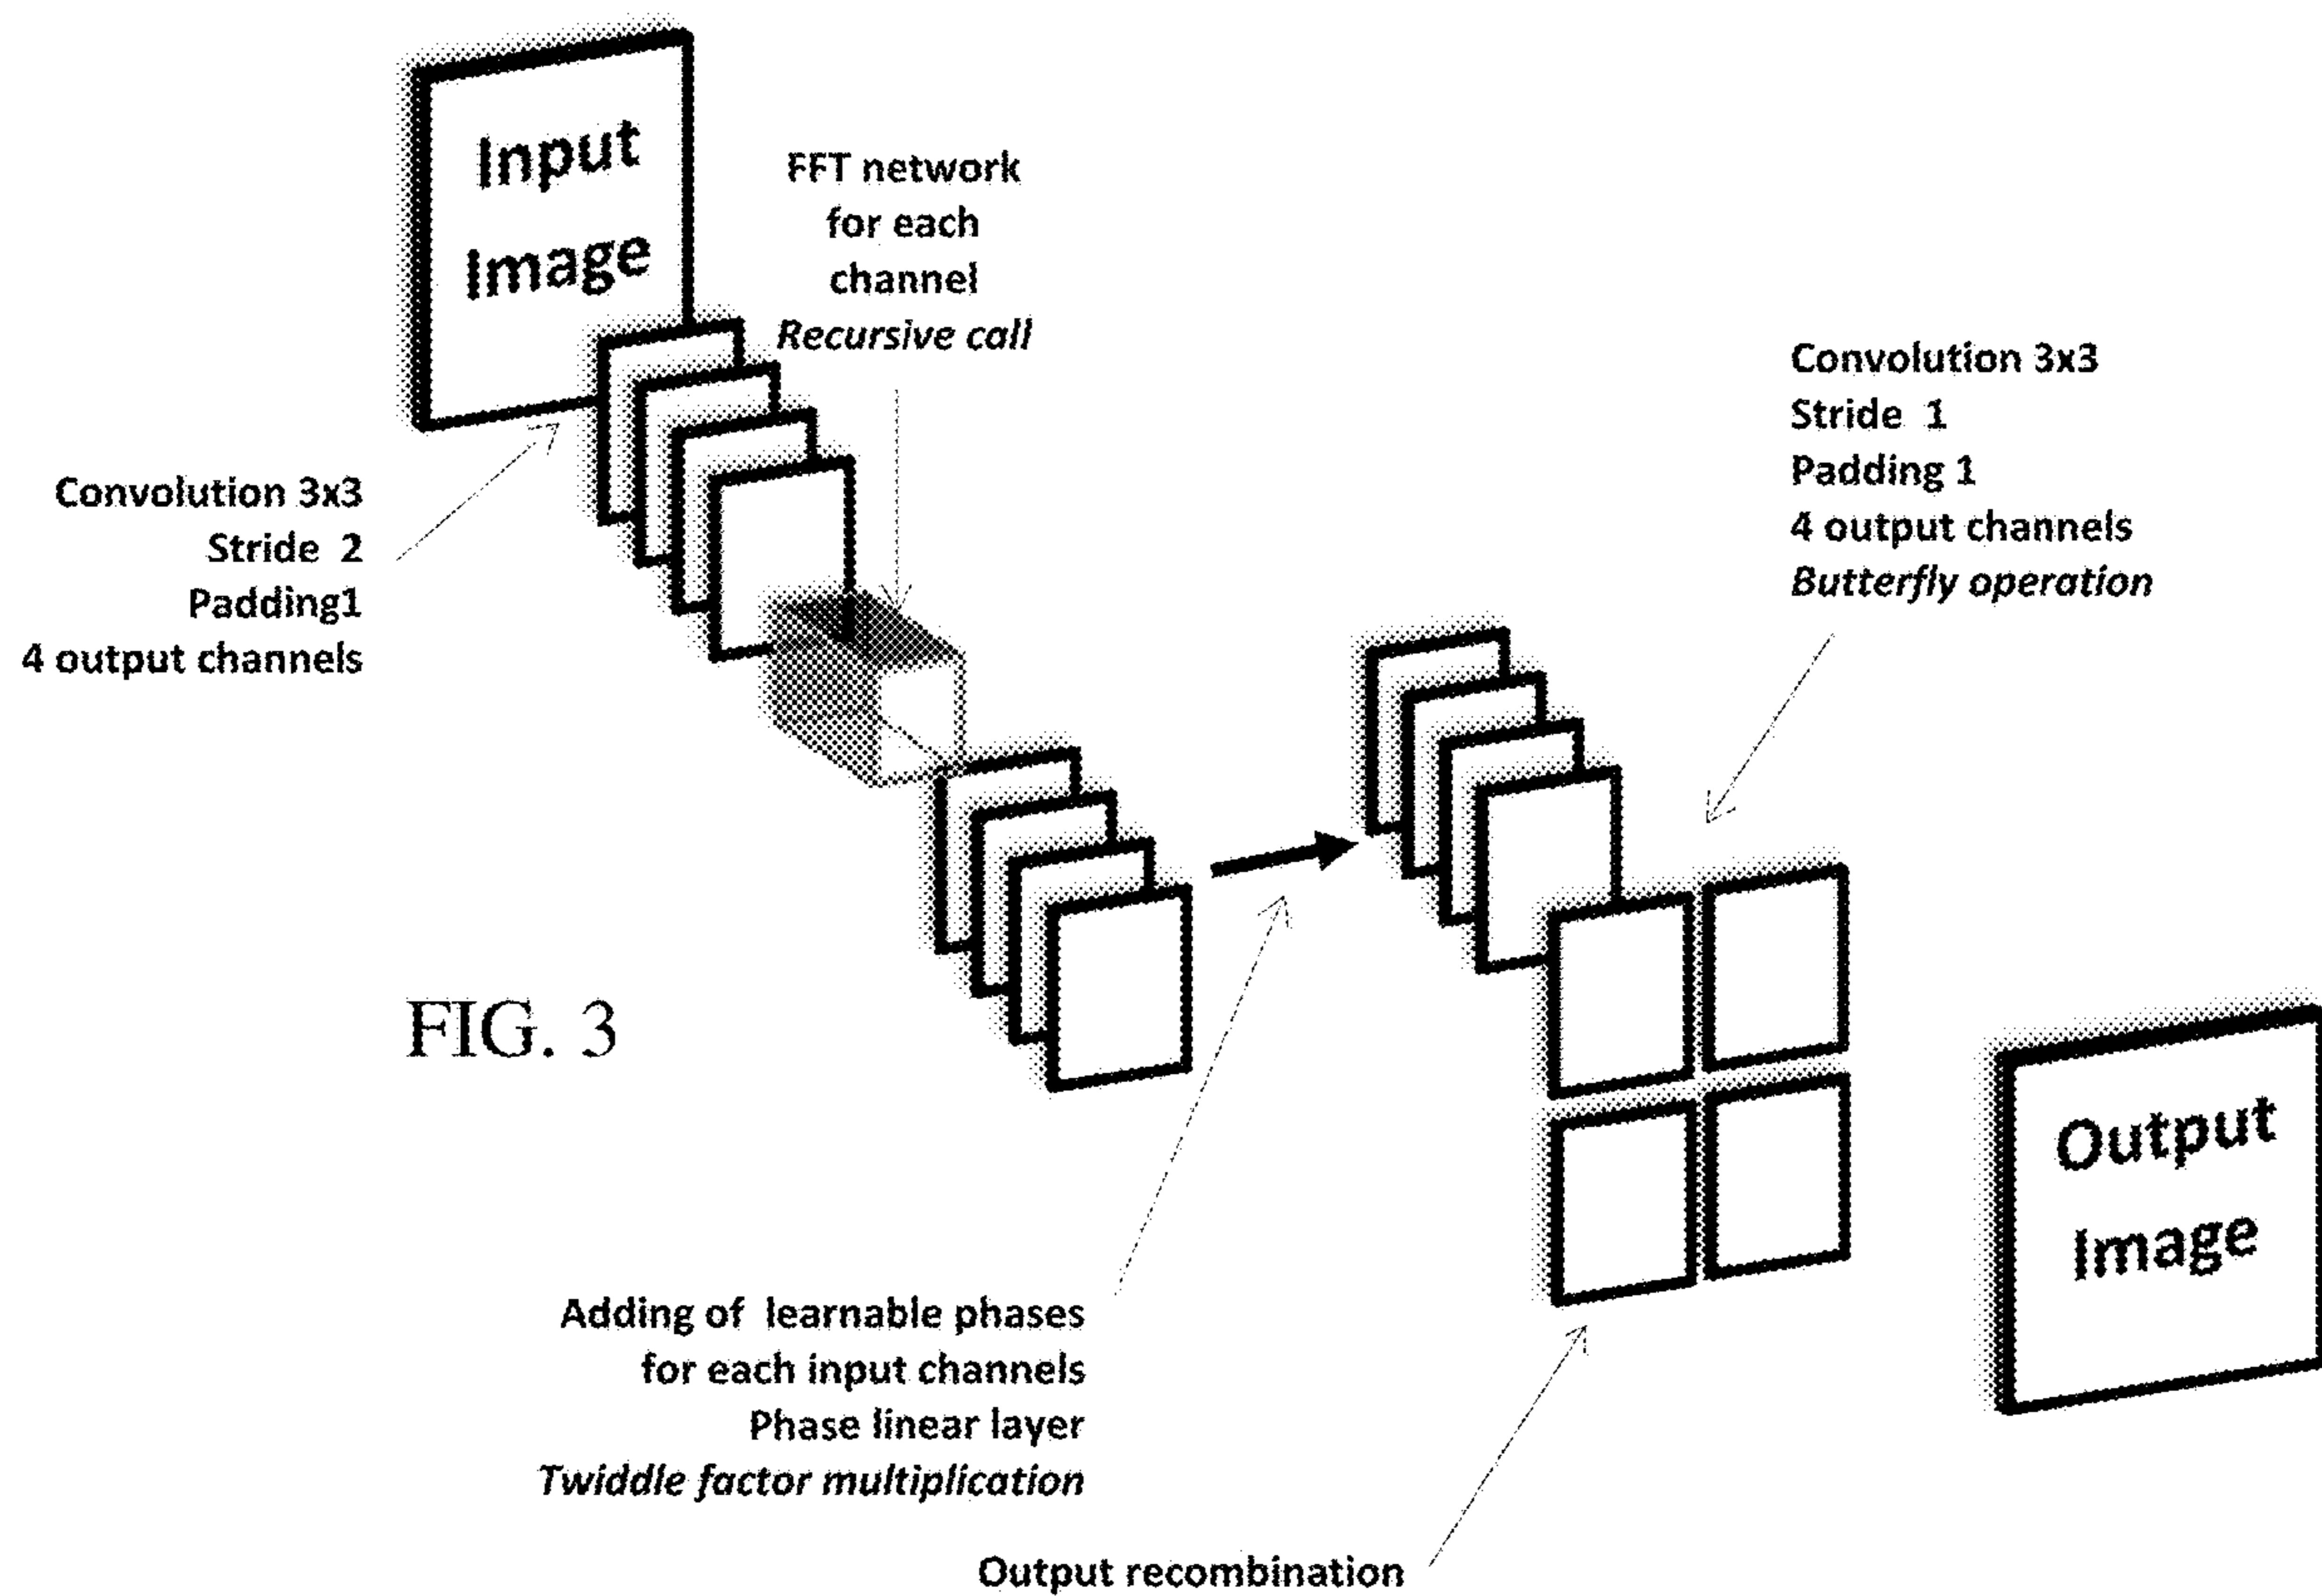 Input
Image
FFT network
for each
channel
Recursive call
Convolution 3x3
Stride 2
Padding1
4 output channels
Convolution 3x3
Stride 1
Padding 1
4 output channels
Butterfly operation
FIG. 3
Output
Image
Adding of learnable phases
for each input channels
Phase linear layer
Twiddle factor multiplication
Output recombination